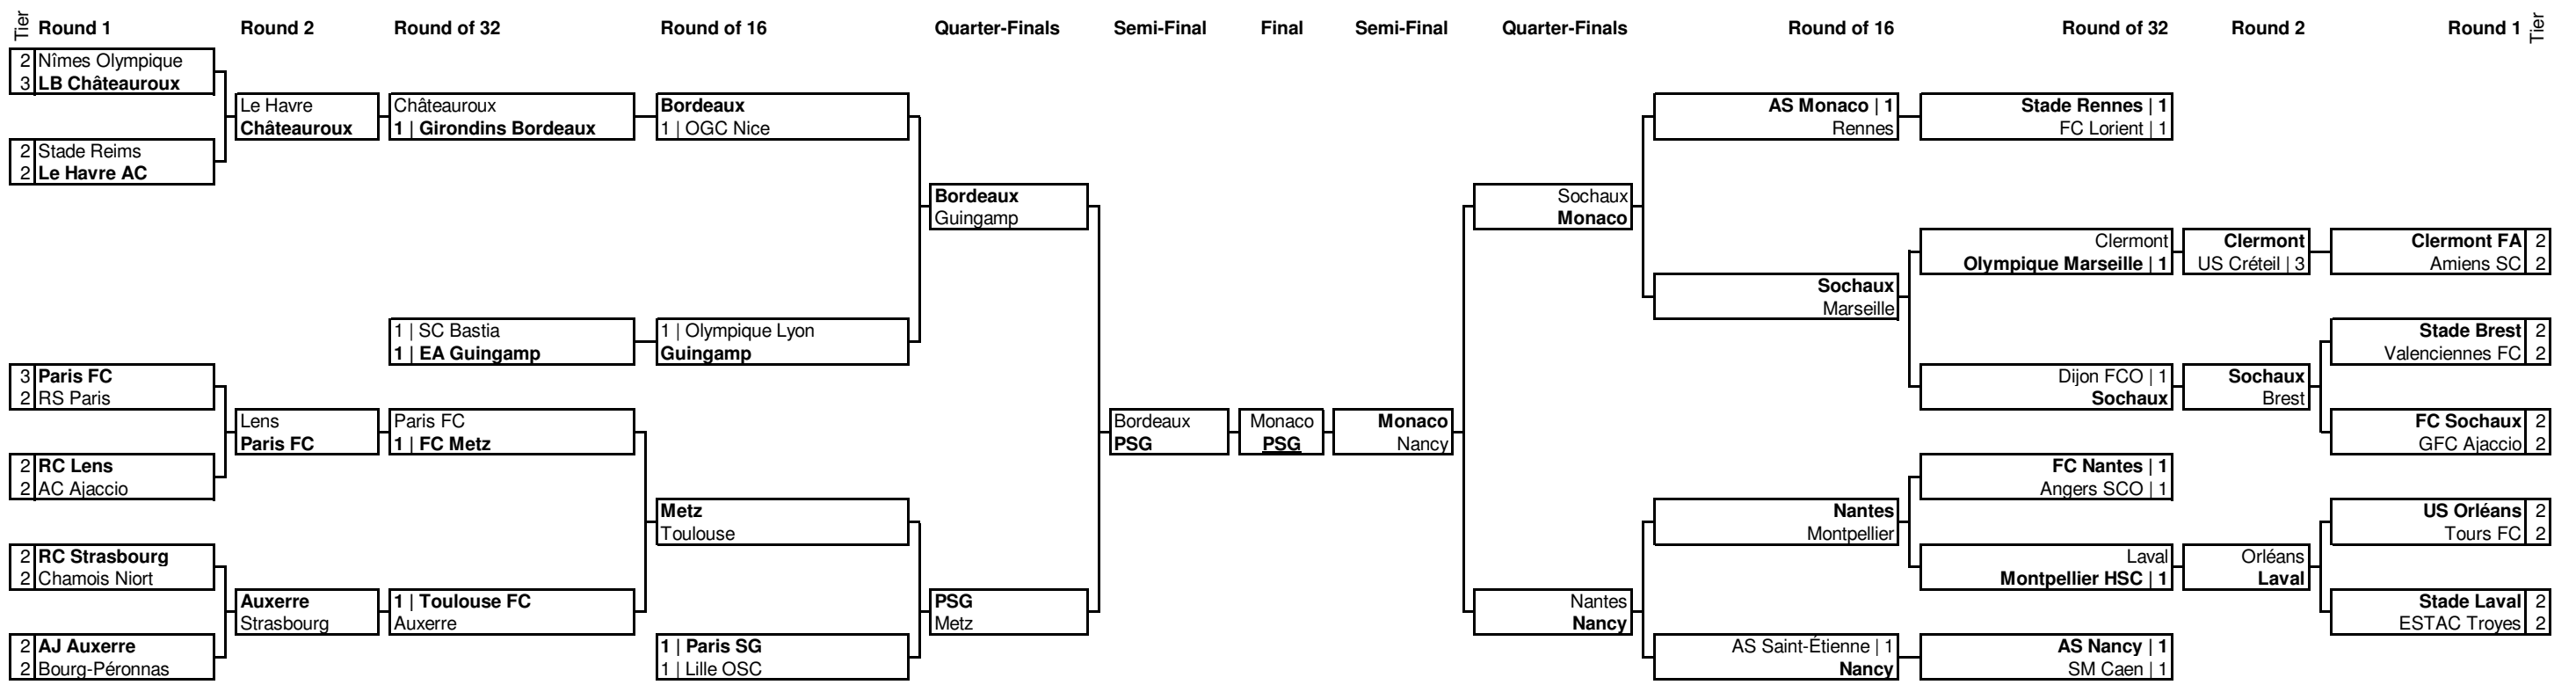 Tier Round 1 Round 2 Round of 32 Round of 16 Quarter-Finals Semi-Final Final Semi-Final Quarter-Finals Round of 16 Round of 32 Round 2 Round 1 Tier
2 Nîmes Olympique
3 LB Châteauroux
Le Havre Châteauroux Bordeaux AS Monaco | 1 Stade Rennes | 1
Châteauroux 1 | Girondins Bordeaux 1 | OGC Nice Rennes FC Lorient | 1
2 Stade Reims
2 Le Havre AC
Bordeaux Sochaux
Guingamp Monaco
Clermont Clermont Clermont FA 2
Olympique Marseille | 1 US Créteil | 3 Amiens SC 2
Sochaux
Marseille
1 | SC Bastia 1 | Olympique Lyon Stade Brest 2
1 | EA Guingamp Guingamp Valenciennes FC 2
3 Paris FC Dijon FCO | 1 Sochaux
2 RS Paris Sochaux Brest
Lens Paris FC Bordeaux Monaco Monaco FC Sochaux 2
Paris FC 1 | FC Metz PSG PSG Nancy GFC Ajaccio 2
2 RC Lens FC Nantes | 1
2 AC Ajaccio Angers SCO | 1
Metz Nantes US Orléans 2
Toulouse Montpellier Tours FC 2
2 RC Strasbourg Laval Orléans
2 Chamois Niort Montpellier HSC | 1 Laval
Auxerre 1 | Toulouse FC PSG Nantes Stade Laval 2
Strasbourg Auxerre Metz Nancy ESTAC Troyes 2
2 AJ Auxerre 1 | Paris SG AS Saint-Étienne | 1 AS Nancy | 1
2 Bourg-Péronnas 1 | Lille OSC Nancy SM Caen | 1